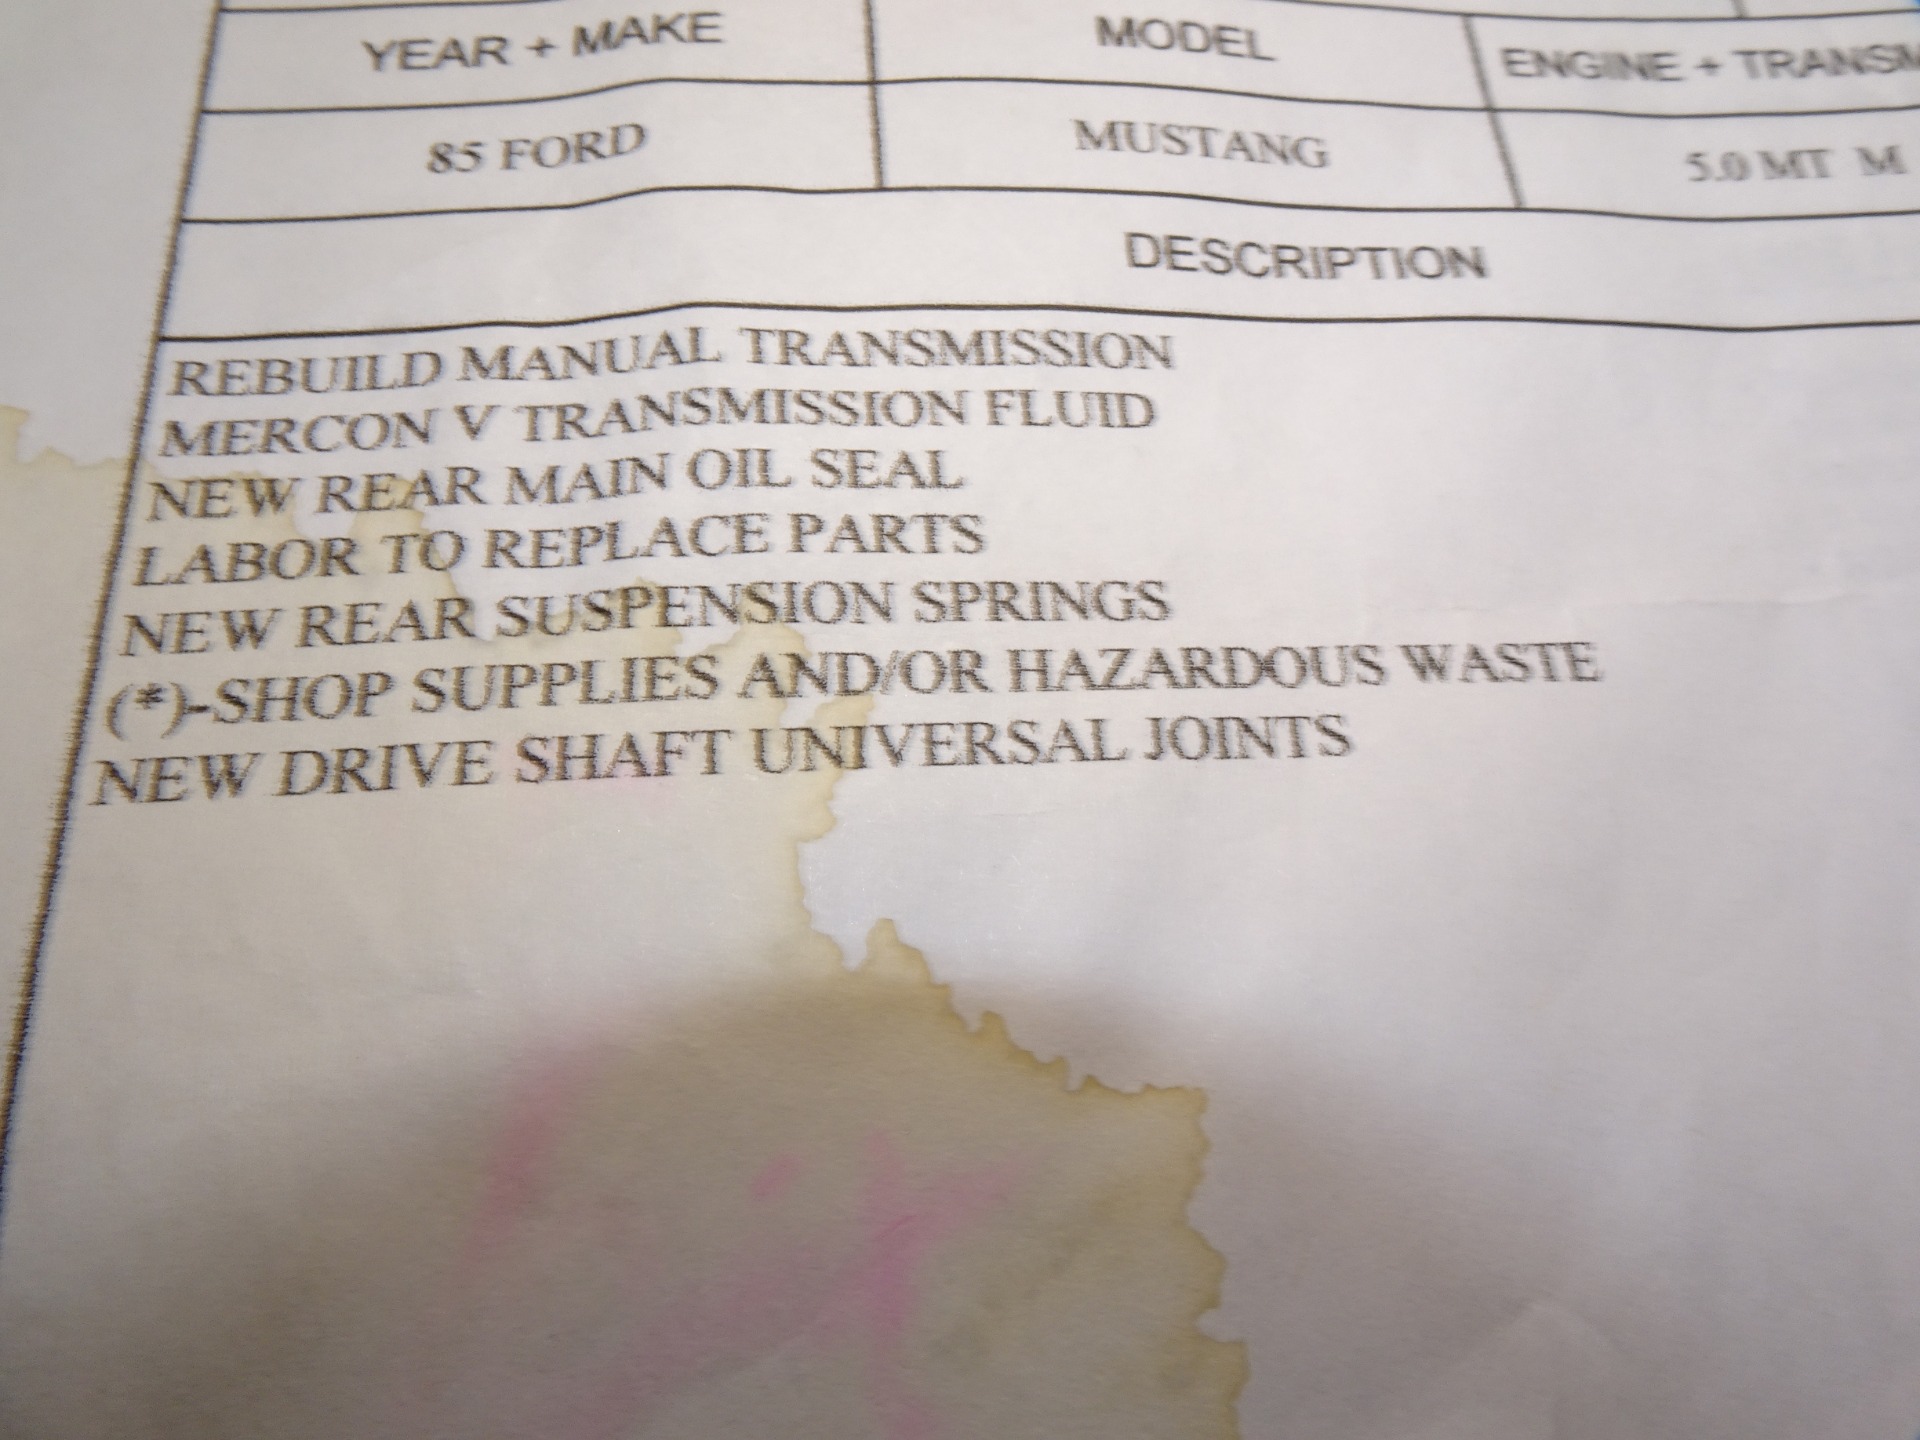 YEAR + MAKE MODEL ENGINE + TRANSM
85 FORD MUSTANG 5.0 MT M
DESCRIPTION
REBUILD MANUAL TRANSMISSION
MERCON V TRANSMISSION FLUID
NEW REAR MAIN OIL SEAL
LABOR TO REPLACE PARTS
NEW REAR SUSPENSION SPRINGS
(*)-SHOP SUPPLIES AND/OR HAZARDOUS WASTE
NEW DRIVE SHAFT UNIVERSAL JOINTS